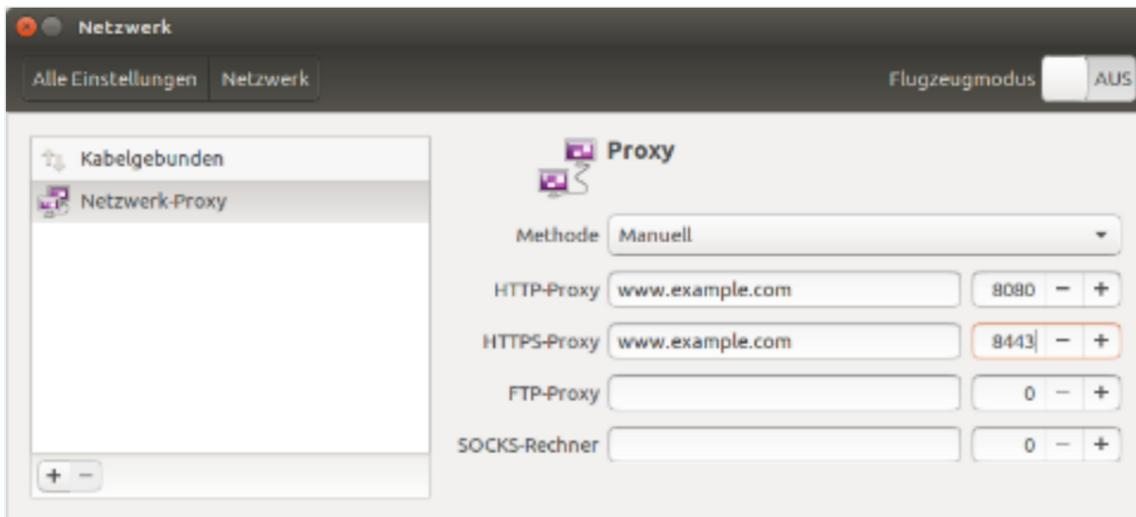 Netzwerk
Alle Einstellungen Netzwerk Flugzeugmodus AUS
Kabelgebunden
Netzwerk-Proxy
Proxy
Methode Manuell
HTTP-Proxy www.example.com 8080 − +
HTTPS-Proxy www.example.com 8443 − +
FTP-Proxy 0 − +
SOCKS-Rechner 0 − +
+ −